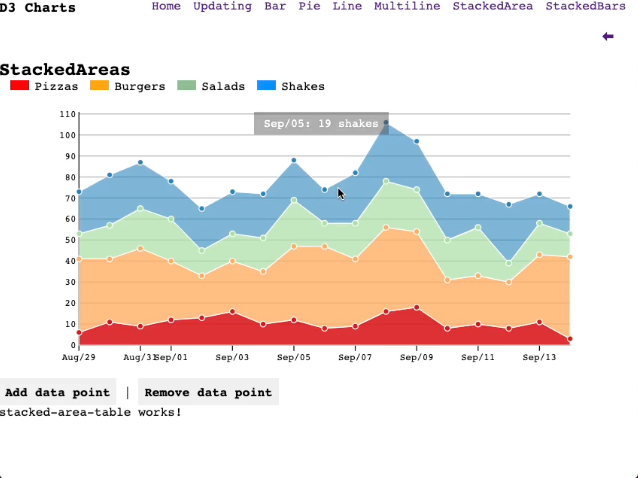 D3 Charts
Home Updating Bar Pie Line Multiline StackedArea StackedBars
StackedAreas
Pizzas Burgers Salads Shakes
Sep/05: 19 shakes
110
100
90
80
70
60
50
40
30
20
10
0
Aug/29 Aug/31 Sep/01 Sep/03 Sep/05 Sep/07 Sep/09 Sep/11 Sep/13
Add data point | Remove data point
stacked-area-table works!